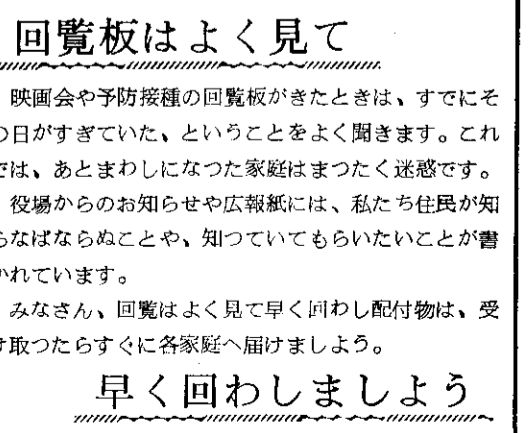 回覧板はよく見て
映画会や予防接種の回覧板がきたときは、すでにそ
の日がすぎていた、ということをよく聞きます。これ
では、あとまわしになつた家庭はまつたく迷惑です。
役場からのお知らせや広報紙には、私たち住民が知
らなばならぬことや、知つていてもらいたいことが書
かれています。
みなさん、回覧はよく見て早く回わし配付物は、受
け取つたらすぐに各家庭へ届けましよう。
早く回わしましよう